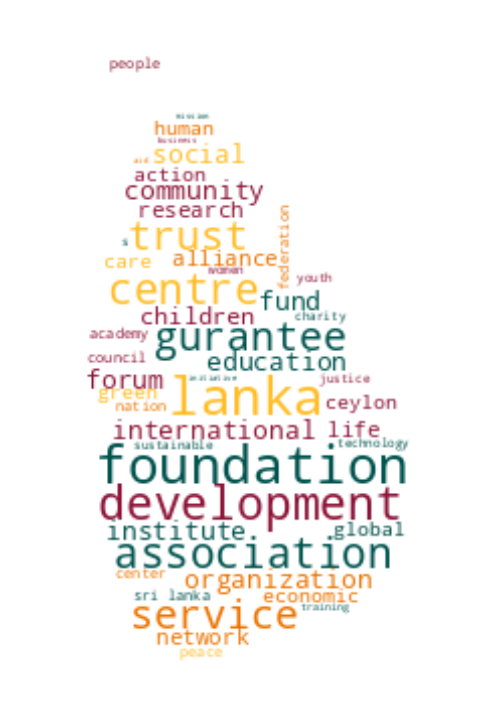 people
mission
human
business
aid social
action
community
research
trust
s
alliance
federation
care
women
youth
centre
fund
children
charity
academy
gurantee
council
education
forum
initiative
justice
green
lanka
nation
ceylon
international life
sustainable
technology
foundation
development
institute
global
association
center
organization
sri lanka
economic
service
training
network
peace